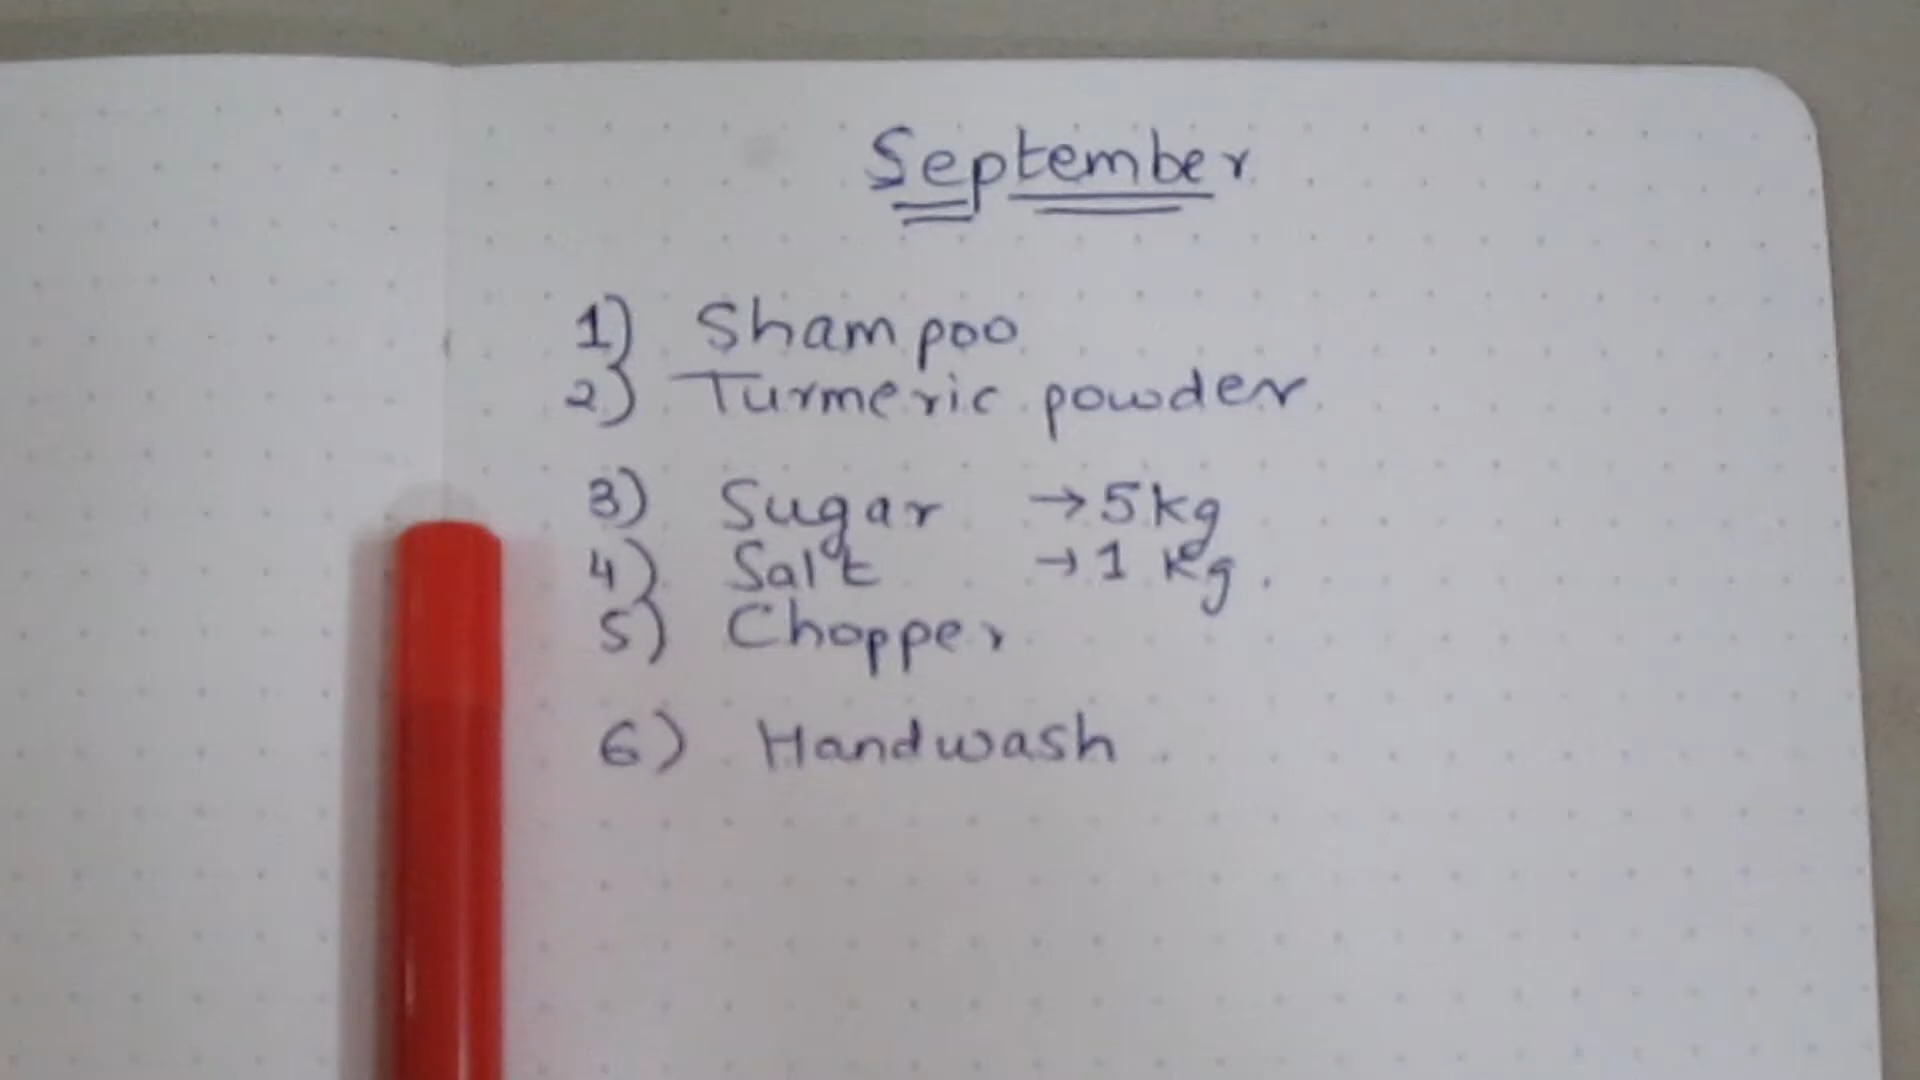 September
1) Shampoo
2) Turmeric powder
3) Sugar → 5kg
4) Salt → 1 kg.
5) Chopper
6) Handwash